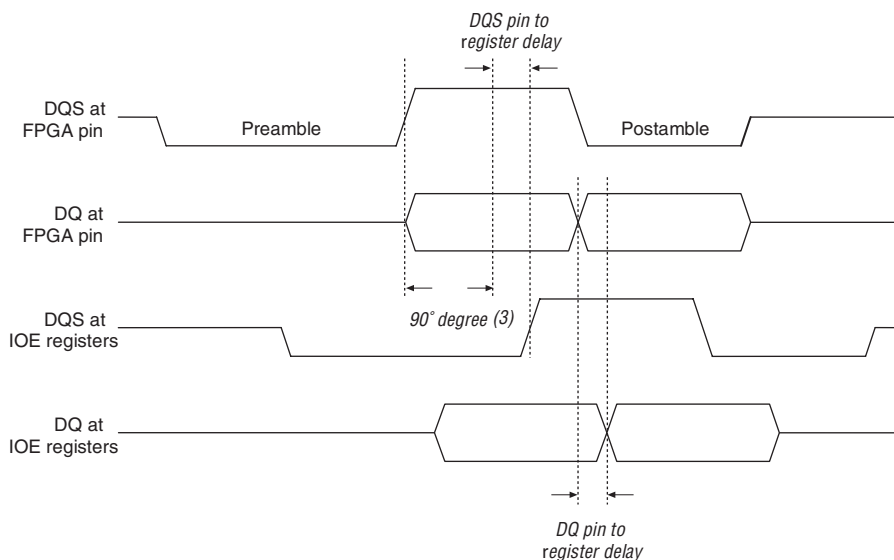 DQS pin to
register delay
DQS at
FPGA pin
Preamble
Postamble
DQ at
FPGA pin
90° degree (3)
DQS at
IOE registers
DQ at
IOE registers
DQ pin to
register delay